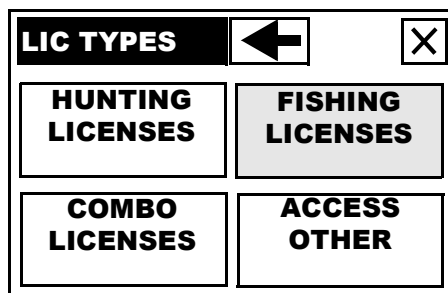 LIC TYPES
HUNTING
LICENSES
FISHING
LICENSES
COMBO
LICENSES
ACCESS
OTHER